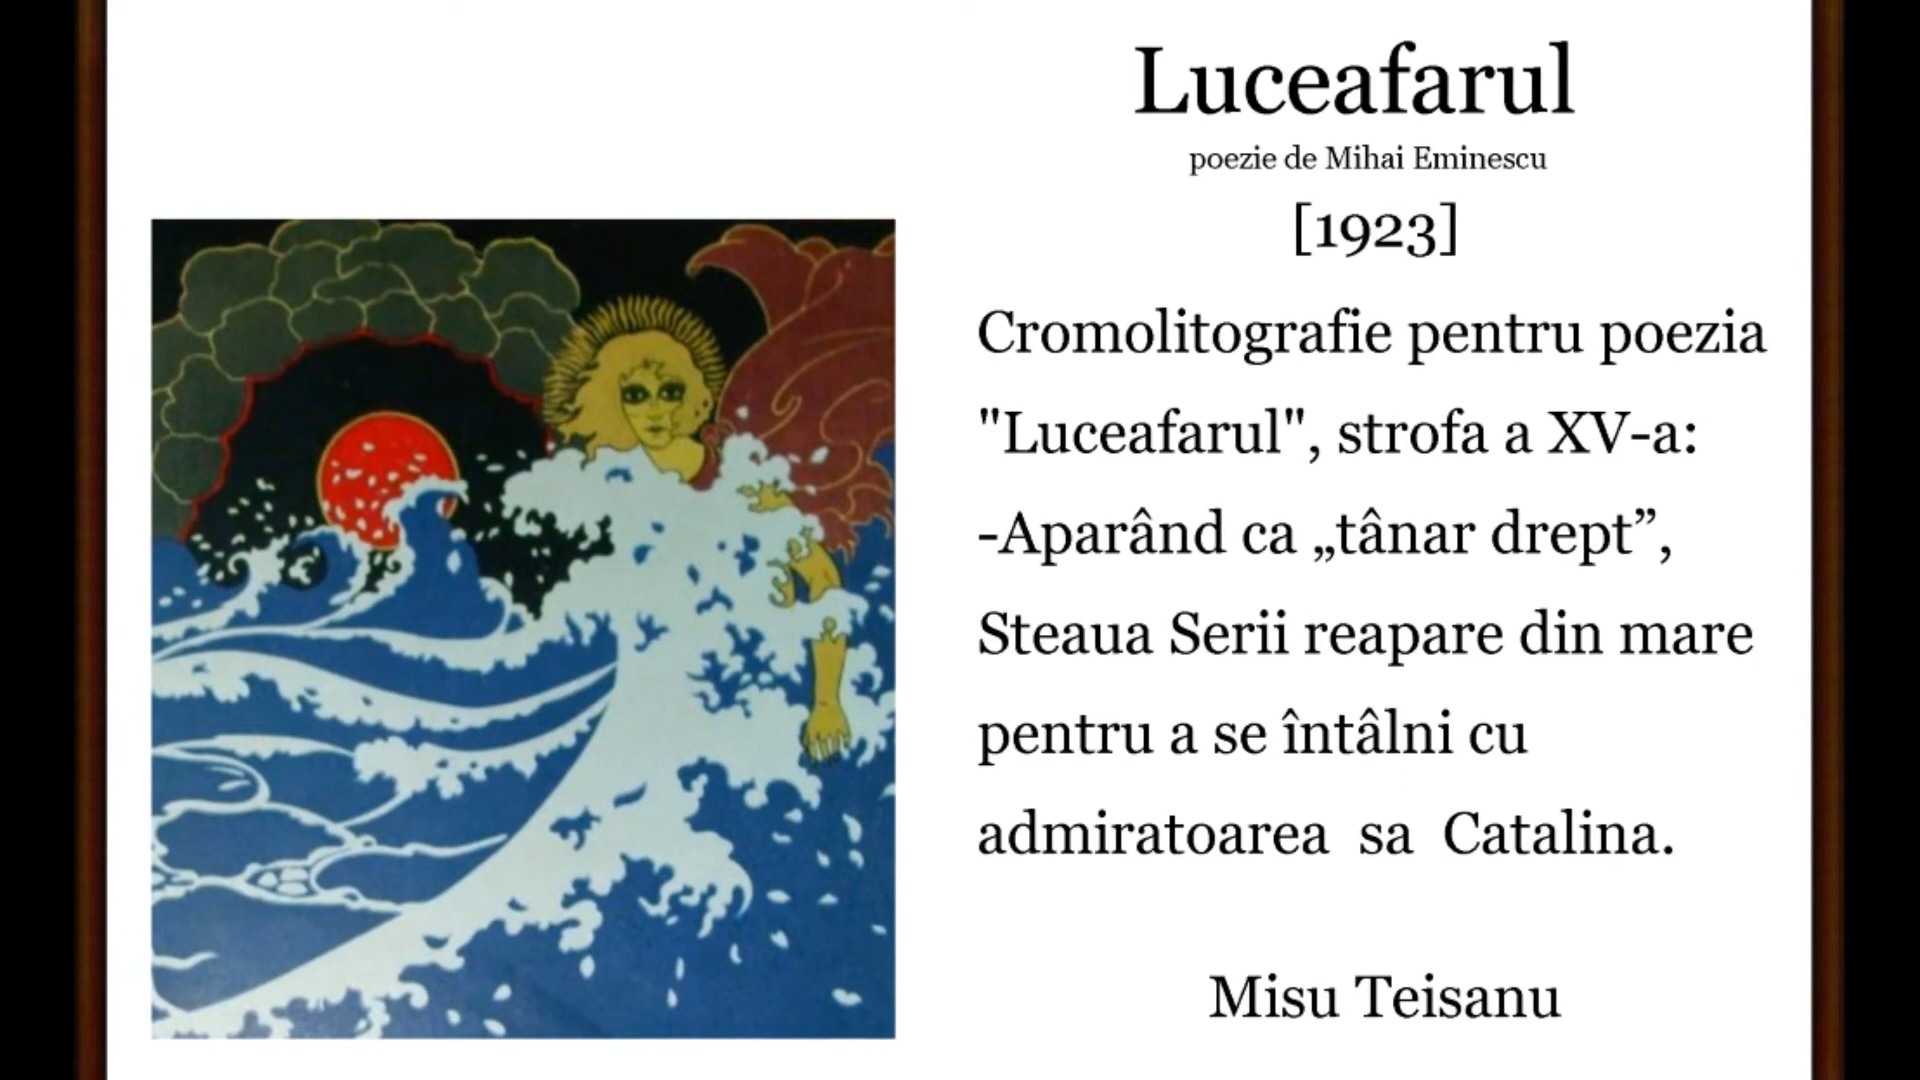 Luceafarul
poezie de Mihai Eminescu
[1923]
Cromolitografie pentru poezia
"Luceafarul", strofa a XV-a:
-Aparând ca „tânar drept”,
Steaua Serii reapare din mare
pentru a se întâlni cu
admiratoarea sa Catalina.
Misu Teisanu